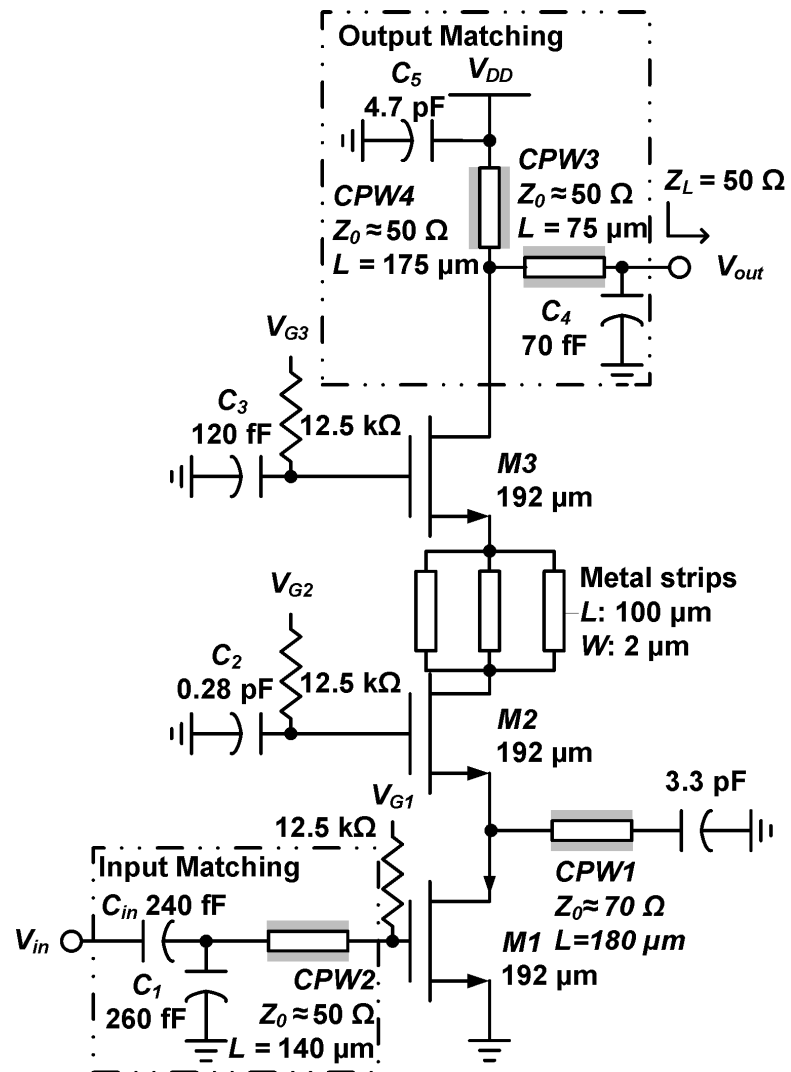 Output Matching
C5
VDD
4.7 pF
CPW3
Z0 ≈ 50 Ω
L = 75 µm
CPW4
Z0 ≈ 50 Ω
L = 175 µm
ZL = 50 Ω
Vout
C4
70 fF
VG3
C3
120 fF
12.5 kΩ
M3
192 µm
Metal strips
L: 100 µm
W: 2 µm
VG2
C2
0.28 pF
12.5 kΩ
M2
192 µm
3.3 pF
VG1
12.5 kΩ
CPW1
Z0≈ 70 Ω
L=180 µm
Input Matching
Cin 240 fF
Vin
C1
260 fF
CPW2
Z0 ≈ 50 Ω
L = 140 µm
M1
192 µm